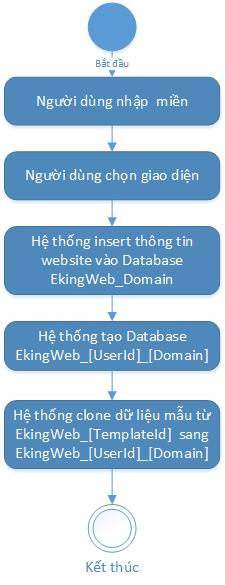 Bắt đầu
Người dùng nhập miền
Người dùng chọn giao diện
Hệ thống insert thông tin
website vào Database
EkingWeb_Domain
Hệ thống tạo Database
EkingWeb_[UserId]_[Domain]
Hệ thống clone dữ liệu mẫu từ
EkingWeb_[TemplateId] sang
EkingWeb_[UserId]_[Domain]
Kết thúc